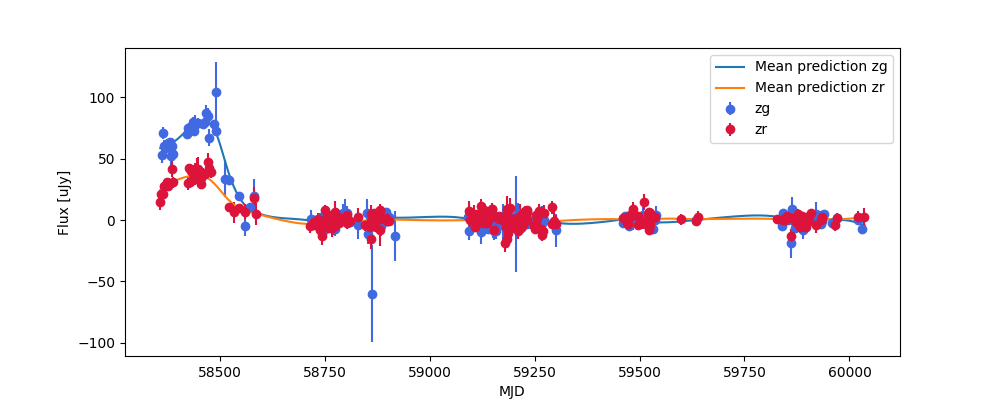 Mean prediction zg
Mean prediction zr
zg
zr
100
50
0
−50
−100
Flux [uJy]
58500
58750
59000
59250
59500
59750
60000
MJD